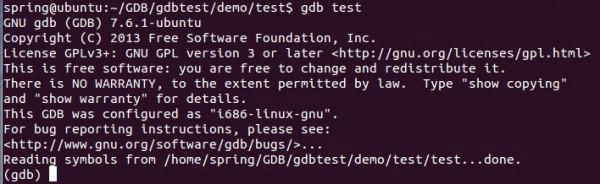 spring@ubuntu:~/GDB/gdbtest/demo/test$ gdb test
GNU gdb (GDB) 7.6.1-ubuntu
Copyright (C) 2013 Free Software Foundation, Inc.
License GPLv3+: GNU GPL version 3 or later <http://gnu.org/licenses/gpl.html>
This is free software: you are free to change and redistribute it.
There is NO WARRANTY, to the extent permitted by law.  Type "show copying"
and "show warranty" for details.
This GDB was configured as "i686-linux-gnu".
For bug reporting instructions, please see:
<http://www.gnu.org/software/gdb/bugs/>...
Reading symbols from /home/spring/GDB/gdbtest/demo/test/test...done.
(gdb)